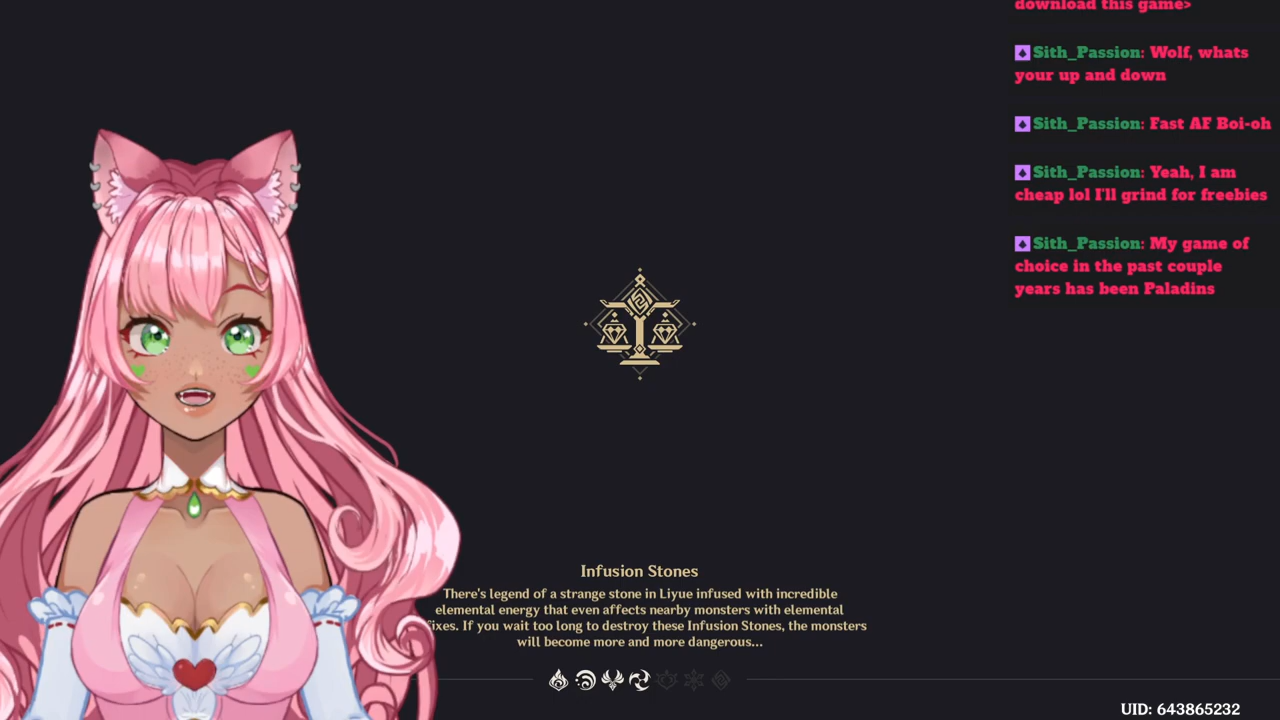 download this game>
Sith_Passion: Wolf, whats
your up and down
Sith_Passion: Fast AF Boi-oh
Sith_Passion: Yeah, I am
cheap lol I'll grind for freebies
Sith_Passion: My game of
choice in the past couple
years has been Paladins
Infusion Stones
There's legend of a strange stone in Liyue infused with incredible
elemental energy that even affects nearby monsters with elemental
fixes. If you wait too long to destroy these Infusion Stones, the monsters
will become more and more dangerous...
UID: 643865232